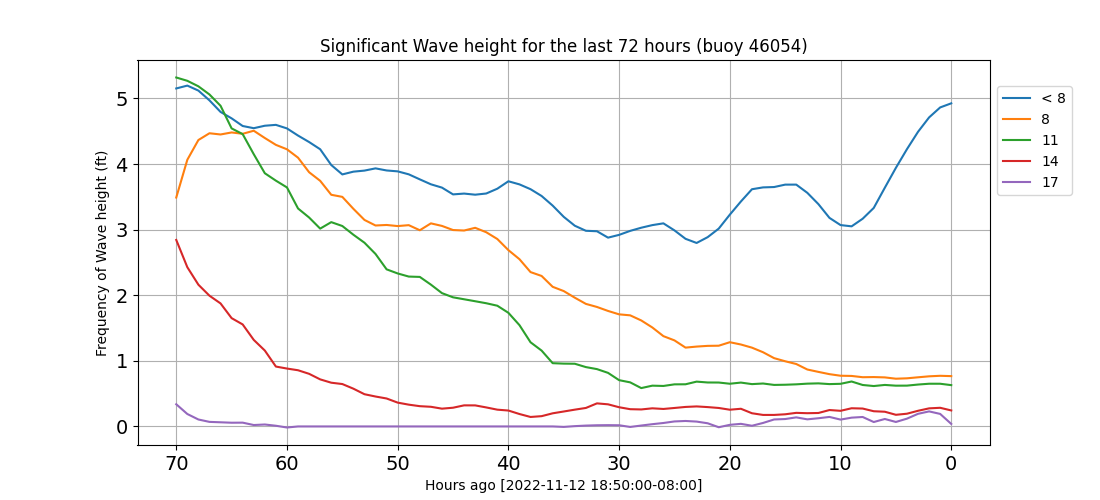 Significant Wave height for the last 72 hours (buoy 46054)
Frequency of Wave height (ft)
5
4
3
2
1
0
70 60 50 40 30 20 10 0
Hours ago [2022-11-12 18:50:00-08:00]
< 8
8
11
14
17